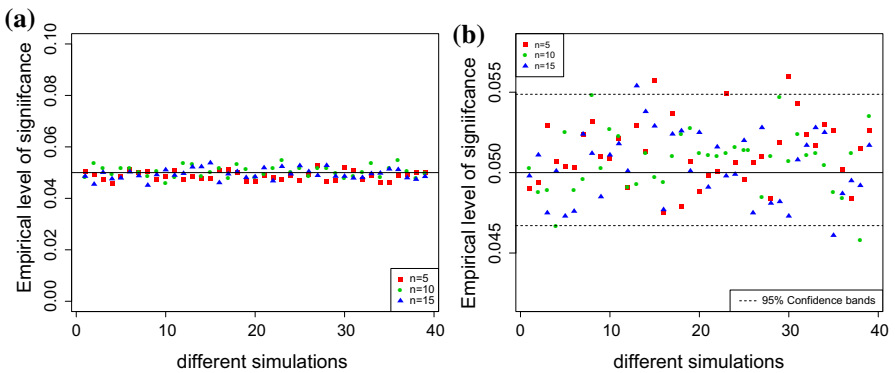 (a)
Empirical level of signiifcance
0.00 0.02 0.04 0.06 0.08 0.10
n=5
n=10
n=15
0 10 20 30 40
different simulations
(b)
Empirical level of signiifcance
0.045 0.050 0.055
n=5
n=10
n=15
95% Confidence bands
0 10 20 30 40
different simulations